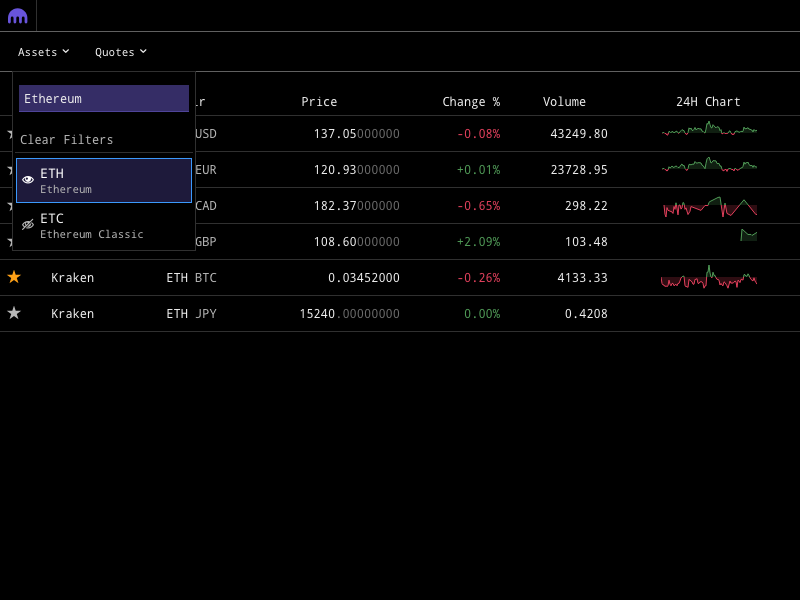 Assets Quotes
Ethereum
Clear Filters
ETH
Ethereum
ETC
Ethereum Classic
Price Change % Volume 24H Chart
USD 137.05000000 -0.08% 43249.80
EUR 120.93000000 +0.01% 23728.95
CAD 182.37000000 -0.65% 298.22
GBP 108.60000000 +2.09% 103.48
Kraken ETH BTC 0.03452000 -0.26% 4133.33
Kraken ETH JPY 15240.00000000 0.00% 0.4208